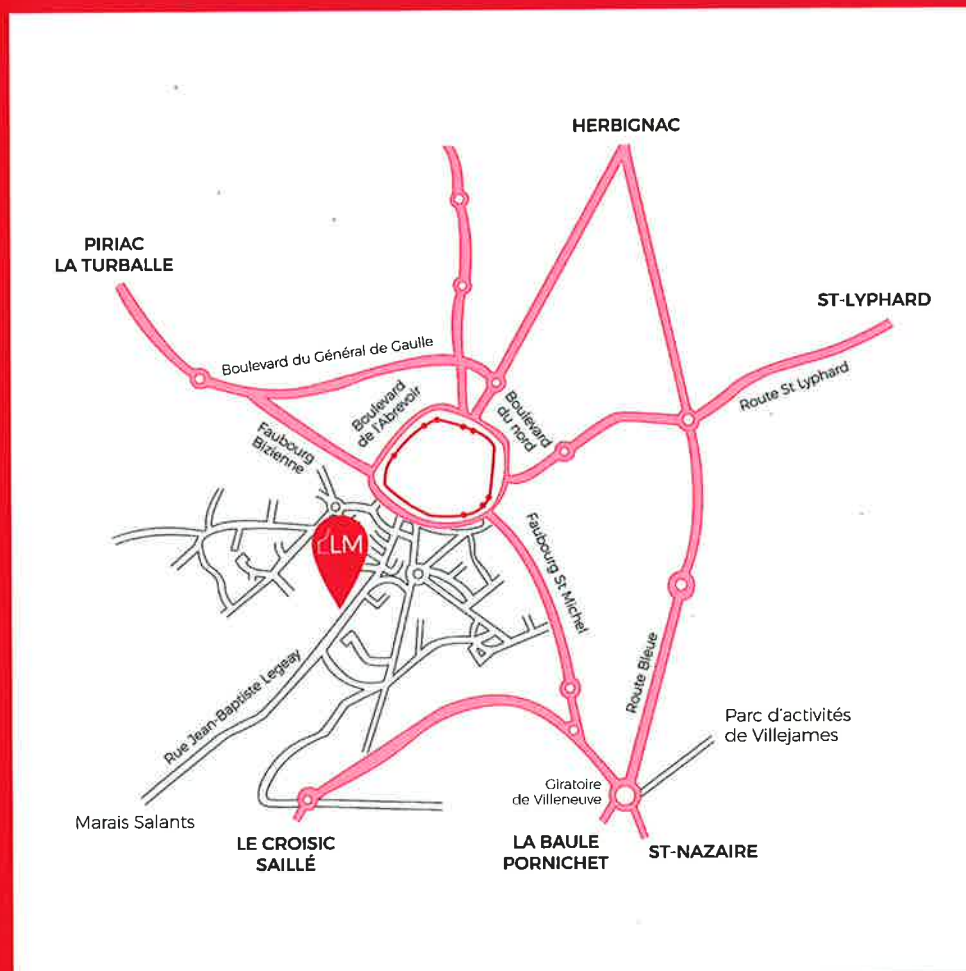 HERBIGNAC
PIRIAC
LA TURBALLE
ST-LYPHARD
Boulevard du Général de Gaulle
Boulevard
de l'Abrevoir
Boulevard
du nord
Route St Lyphard
Faubourg
Bizienne
LM
Faubourg St Michel
Route Bleue
Rue Jean-Baptiste Legeay
Parc d'activités
de Villejames
Giratoire
de Villeneuve
Marais Salants
LE CROISIC
SAILLÉ
LA BAULE
PORNICHET
ST-NAZAIRE